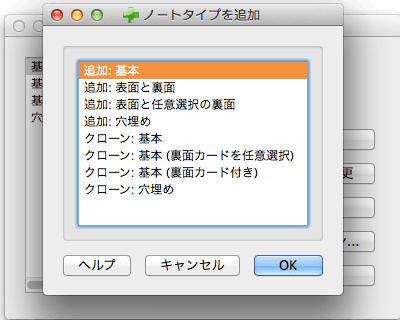 ノートタイプを追加
追加: 基本
追加: 表面と裏面
追加: 表面と任意選択の裏面
追加: 穴埋め
クローン: 基本
クローン: 基本 (裏面カードを任意選択)
クローン: 基本 (裏面カード付き)
クローン: 穴埋め
ヘルプ
キャンセル
OK
基
基
基
穴
更